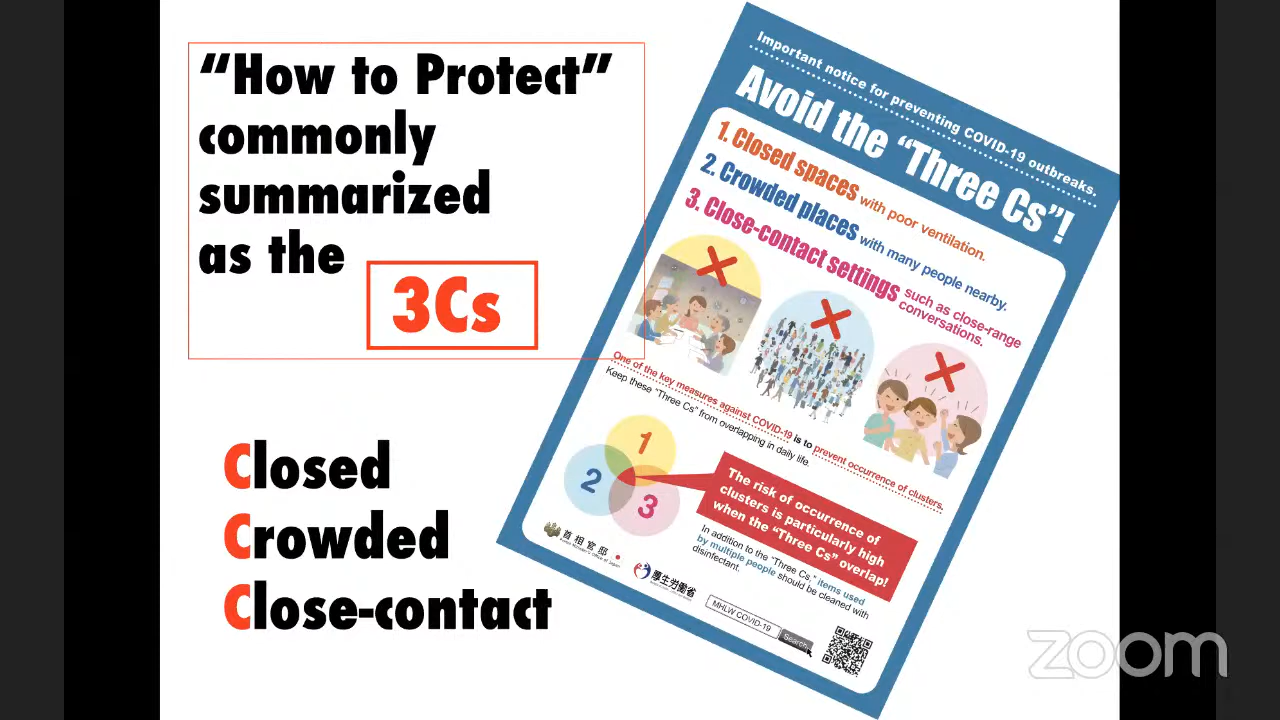 “How to Protect”
commonly
summarized
as the
3Cs
Closed
Crowded
Close-contact
Important notice for preventing COVID-19 outbreaks.
Avoid the “Three Cs”!
1. Closed spaces with poor ventilation.
2. Crowded places with many people nearby.
3. Close-contact settings such as close-range
conversations.
One of the key measures against COVID-19 is to prevent occurrence of clusters.
Keep these “Three Cs” from overlapping in daily life.
1
2
3
The risk of occurrence of
clusters is particularly high
when the “Three Cs” overlap!
In addition to the “Three Cs,” items used
by multiple people should be cleaned with
disinfectant.
首相官邸
厚生労働省
MHLW COVID-19
Search
zoom